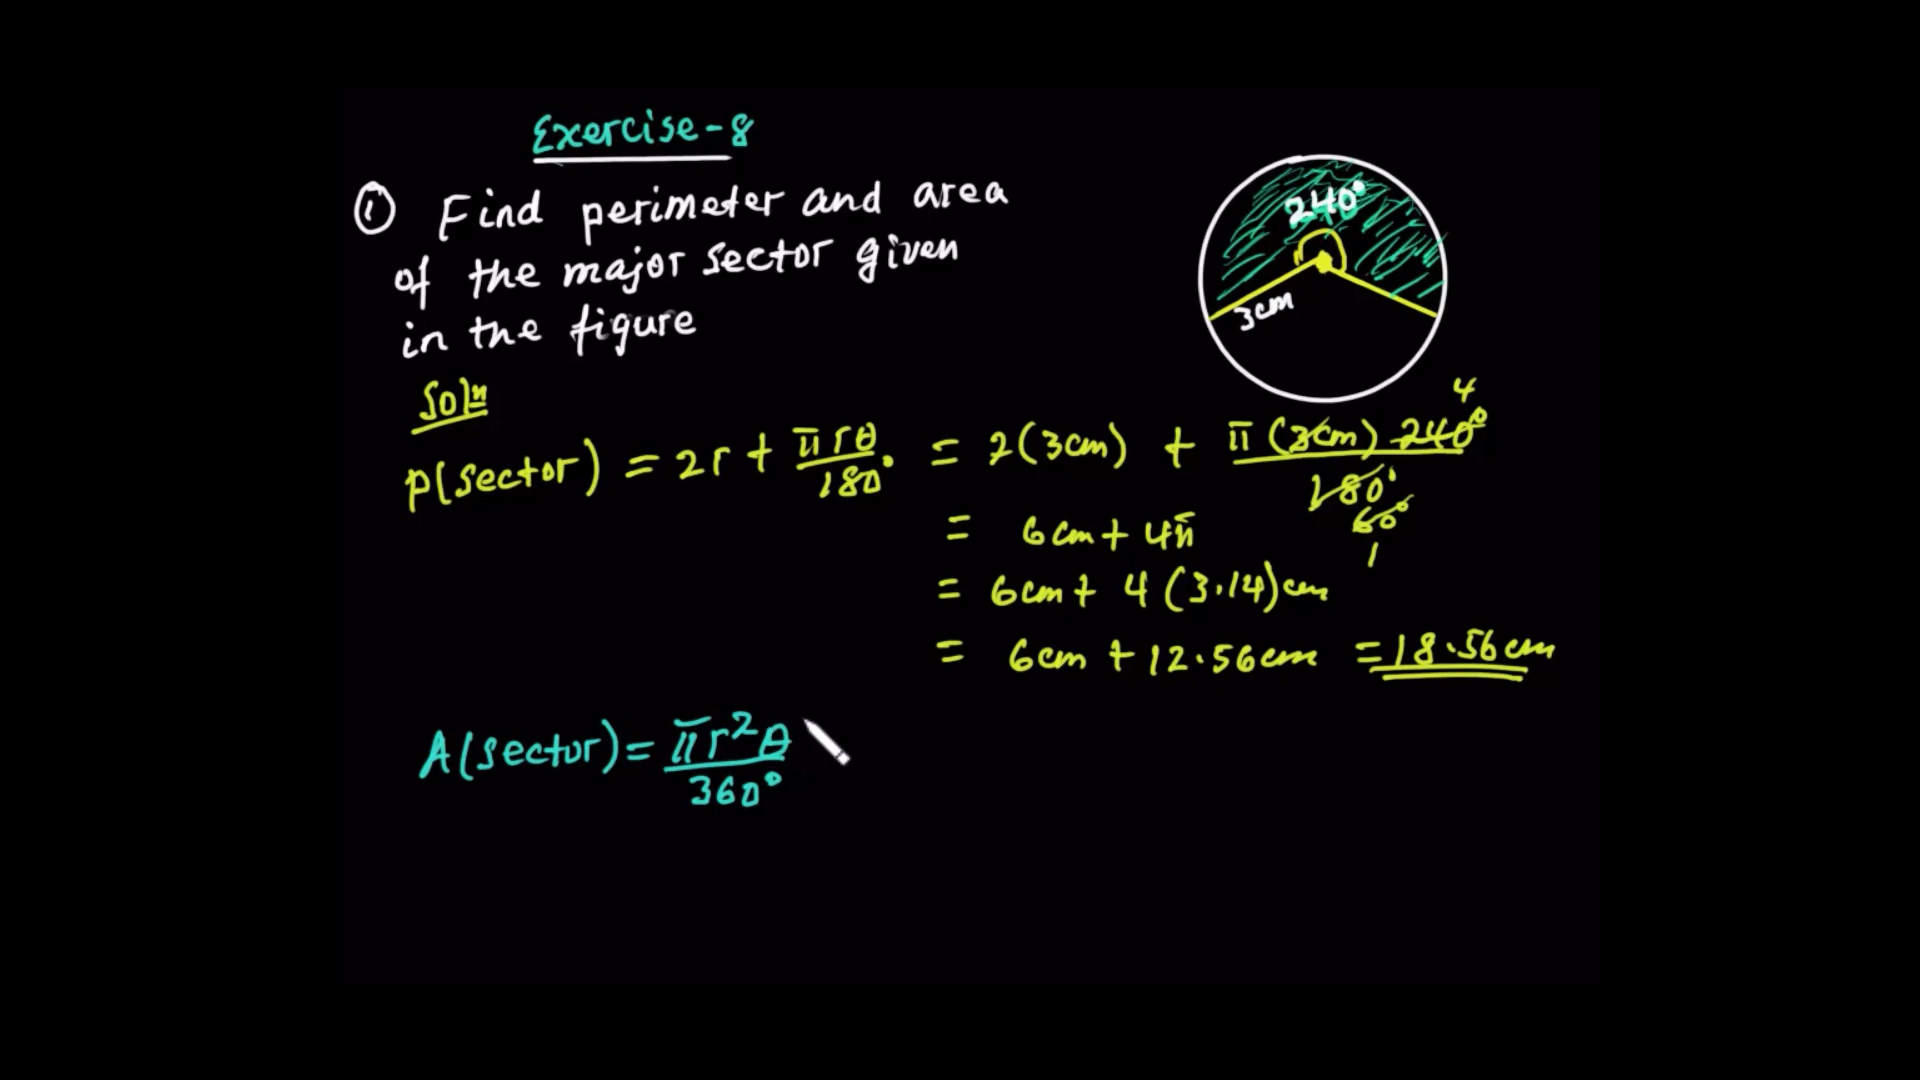 Exercise-8
① Find perimeter and area
of the major sector given
in the figure
240°
3cm
Solⁿ
P(sector) = 2r + πrθ/180° = 2(3cm) + π(3cm) 240°/180°
4
60°
1
= 6cm + 4π
= 6cm + 4(3.14)cm
= 6cm + 12.56cm = 18.56cm
A(sector) = πr²θ/360°